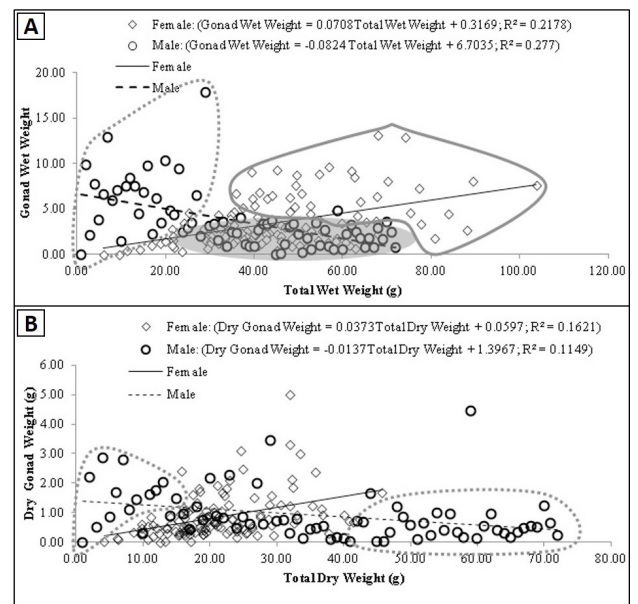 A
Female: (Gonad Wet Weight = 0.0708 Total Wet Weight + 0.3169; R² = 0.2178)
Male: (Gonad Wet Weight = -0.0824 Total Wet Weight + 6.7035; R² = 0.277)
Female
Male
Gonad Wet Weight
20.00
15.00
10.00
5.00
0.00
0.00 20.00 40.00 60.00 80.00 100.00 120.00
Total Wet Weight (g)
B
Female: (Dry Gonad Weight = 0.0373 Total Dry Weight + 0.0597; R² = 0.1621)
Male: (Dry Gonad Weight = -0.0137 Total Dry Weight + 1.3967; R² = 0.1149)
Female
Male
Dry Gonad Weight (g)
6.00
5.00
4.00
3.00
2.00
1.00
0.00
0.00 10.00 20.00 30.00 40.00 50.00 60.00 70.00 80.00
Total Dry Weight (g)